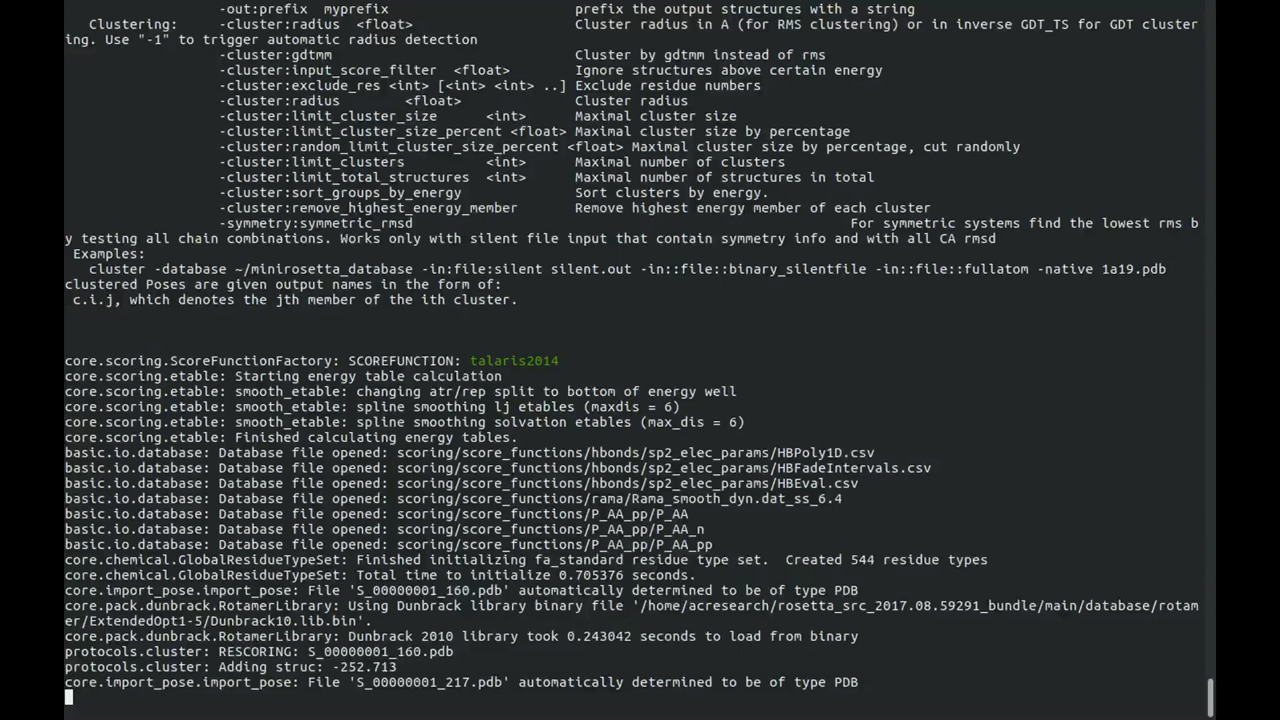 -out:prefix  myprefix                       prefix the output structures with a string
Clustering:     -cluster:radius  <float>                    Cluster radius in A (for RMS clustering) or in inverse GDT_TS for GDT cluster
ing. Use "-1" to trigger automatic radius detection
-cluster:gdtmm                              Cluster by gdtmm instead of rms
-cluster:input_score_filter  <float>        Ignore structures above certain energy
-cluster:exclude_res <int> [<int> <int> ..] Exclude residue numbers
-cluster:radius        <float>              Cluster radius
-cluster:limit_cluster_size      <int>      Maximal cluster size
-cluster:limit_cluster_size_percent <float> Maximal cluster size by percentage
-cluster:random_limit_cluster_size_percent <float> Maximal cluster size by percentage, cut randomly
-cluster:limit_clusters          <int>      Maximal number of clusters
-cluster:limit_total_structures  <int>      Maximal number of structures in total
-cluster:sort_groups_by_energy              Sort clusters by energy.
-cluster:remove_highest_energy_member       Remove highest energy member of each cluster
-symmetry:symmetric_rmsd                                                      For symmetric systems find the lowest rms b
y testing all chain combinations. Works only with silent file input that contain symmetry info and with all CA rmsd
Examples:
cluster -database ~/minirosetta_database -in:file:silent silent.out -in::file::binary_silentfile -in::file::fullatom -native 1a19.pdb
clustered Poses are given output names in the form of:
c.i.j, which denotes the jth member of the ith cluster.
core.scoring.ScoreFunctionFactory: SCOREFUNCTION: talaris2014
core.scoring.etable: Starting energy table calculation
core.scoring.etable: smooth_etable: changing atr/rep split to bottom of energy well
core.scoring.etable: smooth_etable: spline smoothing lj etables (maxdis = 6)
core.scoring.etable: smooth_etable: spline smoothing solvation etables (max_dis = 6)
core.scoring.etable: Finished calculating energy tables.
basic.io.database: Database file opened: scoring/score_functions/hbonds/sp2_elec_params/HBPoly1D.csv
basic.io.database: Database file opened: scoring/score_functions/hbonds/sp2_elec_params/HBFadeIntervals.csv
basic.io.database: Database file opened: scoring/score_functions/hbonds/sp2_elec_params/HBEval.csv
basic.io.database: Database file opened: scoring/score_functions/rama/Rama_smooth_dyn.dat_ss_6.4
basic.io.database: Database file opened: scoring/score_functions/P_AA_pp/P_AA
basic.io.database: Database file opened: scoring/score_functions/P_AA_pp/P_AA_n
basic.io.database: Database file opened: scoring/score_functions/P_AA_pp/P_AA_pp
core.chemical.GlobalResidueTypeSet: Finished initializing fa_standard residue type set.  Created 544 residue types
core.chemical.GlobalResidueTypeSet: Total time to initialize 0.705376 seconds.
core.import_pose.import_pose: File 'S_00000001_160.pdb' automatically determined to be of type PDB
core.pack.dunbrack.RotamerLibrary: Using Dunbrack library binary file '/home/acresearch/rosetta_src_2017.08.59291_bundle/main/database/rotam
er/ExtendedOpt1-5/Dunbrack10.lib.bin'.
core.pack.dunbrack.RotamerLibrary: Dunbrack 2010 library took 0.243042 seconds to load from binary
protocols.cluster: RESCORING: S_00000001_160.pdb
protocols.cluster: Adding struc: -252.713
core.import_pose.import_pose: File 'S_00000001_217.pdb' automatically determined to be of type PDB